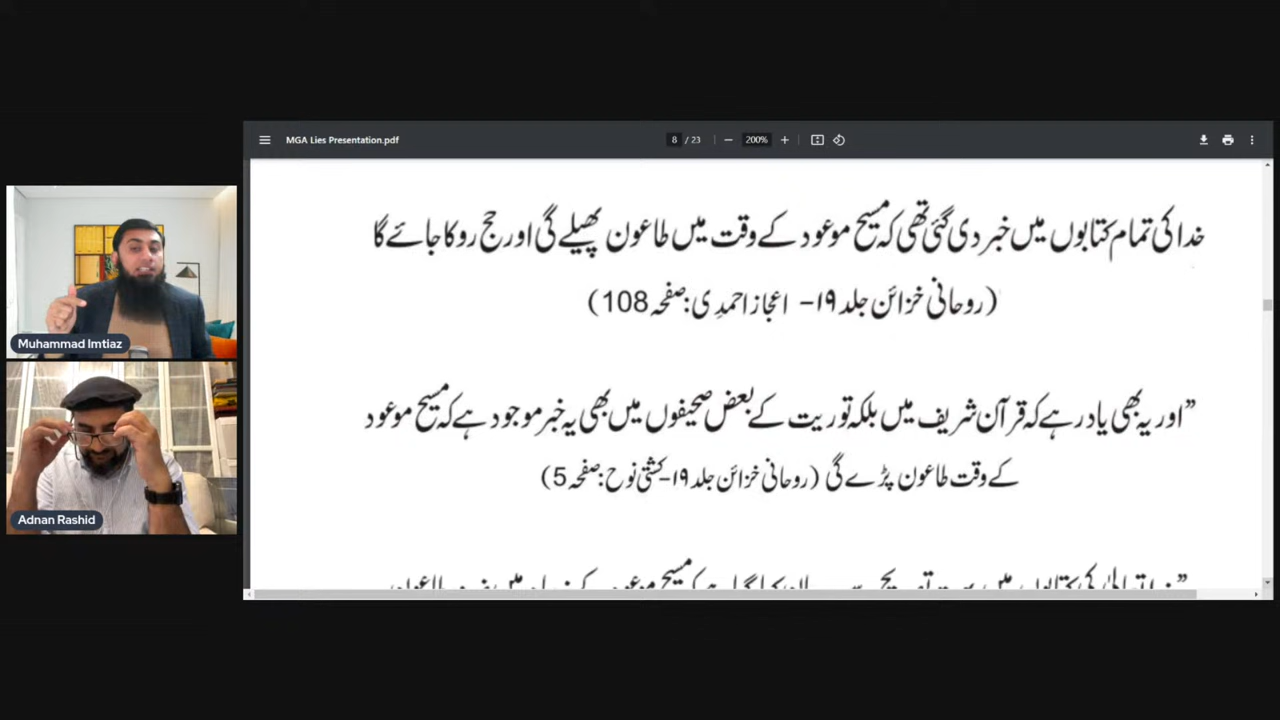 MGA Lies Presentation.pdf
8 / 23
200%
خدا کی تمام کتابوں میں خبر دی گئی تھی کہ مسیح موعود کے وقت میں طاعون پھیلے گی اور حج روکا جائے گا
(روحانی خزائن جلد ۱۹- اعجاز احمدِی: صفحہ 108)
”اور یہ بھی یاد رہے کہ قرآن شریف میں بلکہ توریت کے بعض صحیفوں میں بھی یہ خبر موجود ہے کہ مسیح موعود
کے وقت طاعون پڑے گی (روحانی خزائن جلد ۱۹-کشتی نوح: صفحہ 5)
Muhammad Imtiaz
Adnan Rashid